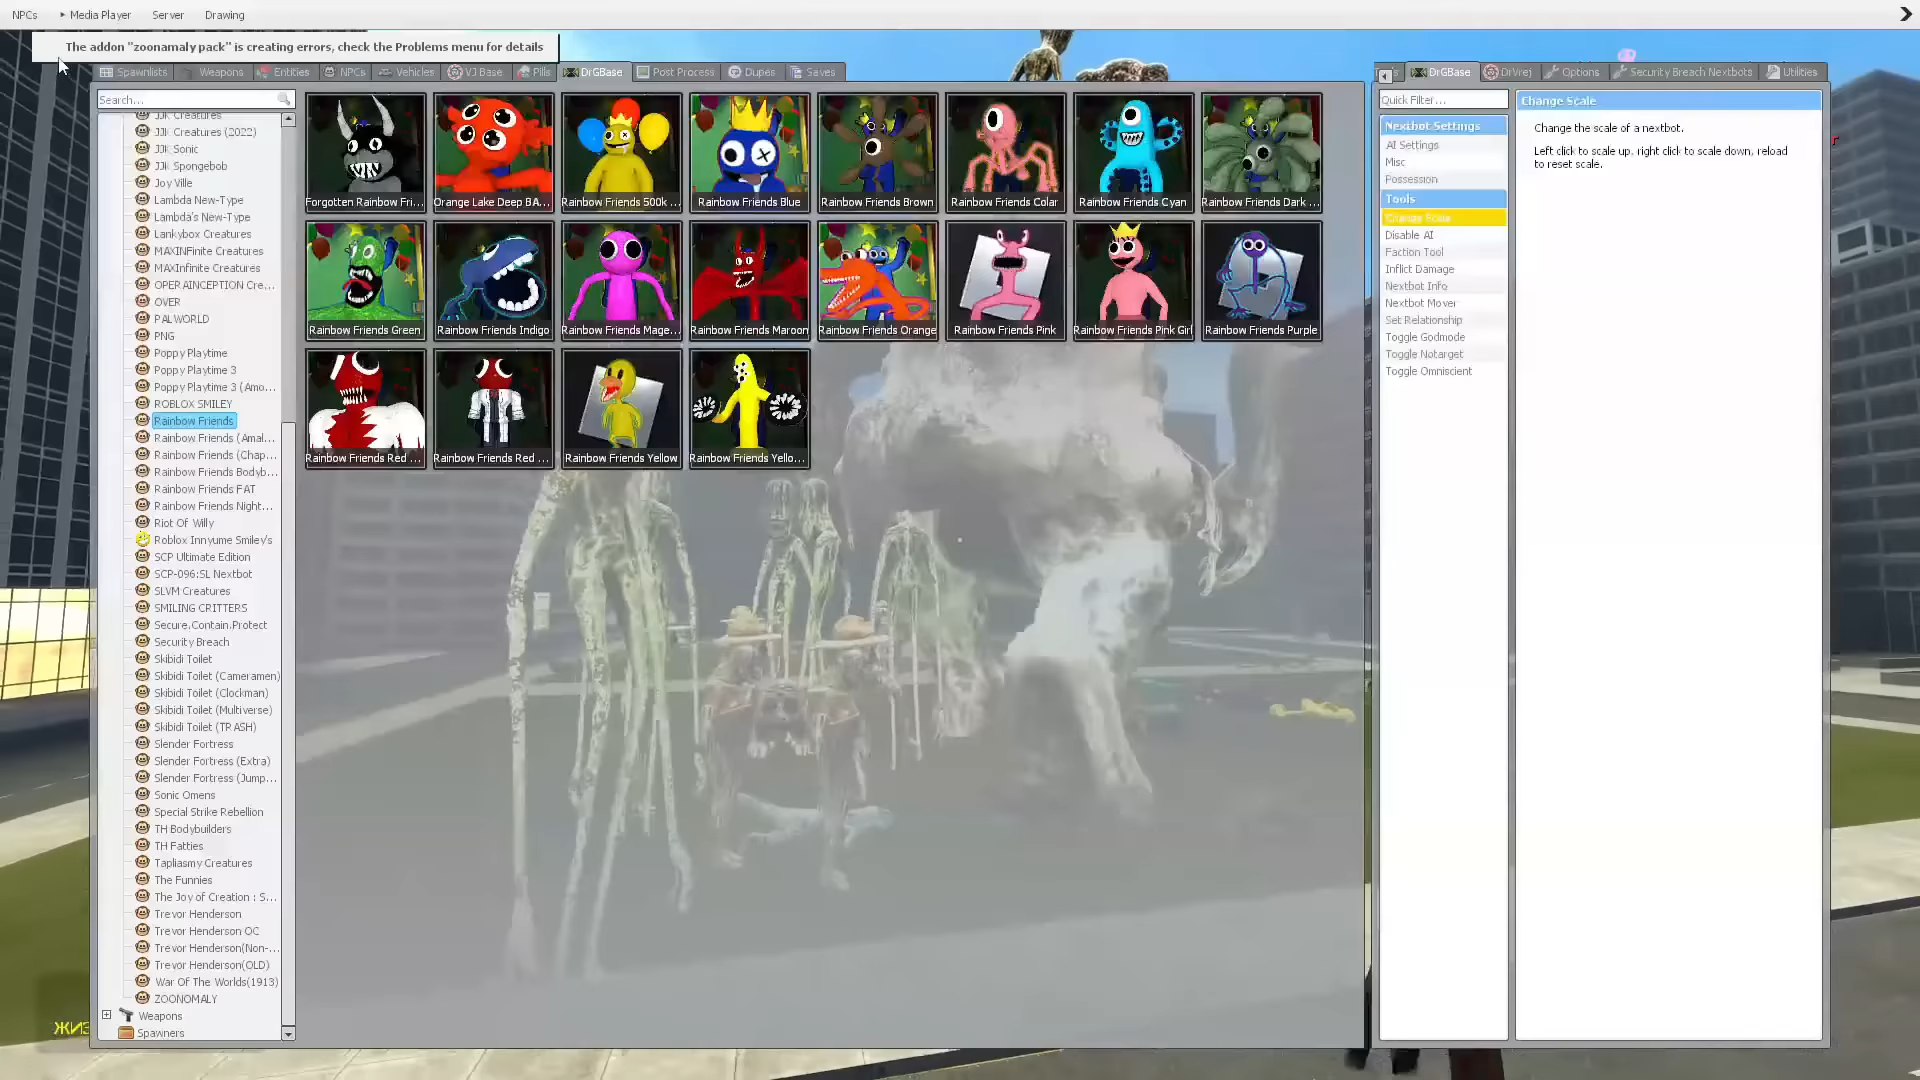 NPCs
Media Player
Server
Drawing
The addon "zoonamaly pack" is creating errors, check the Problems menu for details
Spawnlists
Weapons
Entities
NPCs
Vehicles
VJ Base
Pills
DrGBase
Post Process
Dupes
Saves
Search...
JJK Creatures
JJK Creatures (2022)
JJK Sonic
JJK Spongebob
Joy Ville
Lambda New-Type
Lambda's New-Type
Lankybox Creatures
MAXINFinite Creatures
MAXInfinite Creatures
OPERAINCEPTION Cre...
OVER
PALWORLD
PNG
Poppy Playtime
Poppy Playtime 3
Poppy Playtime 3 (Amo...
ROBLOX SMILEY
Rainbow Friends
Rainbow Friends (Amal...
Rainbow Friends (Chap...
Rainbow Friends Bodyb...
Rainbow Friends FAT
Rainbow Friends Night...
Riot Of Willy
Roblox Innyume Smiley's
SCP Ultimate Edition
SCP-096:SL Nextbot
SLVM Creatures
SMILING CRITTERS
Secure.Contain.Protect
Security Breach
Skibidi Toilet
Skibidi Toilet (Cameramen)
Skibidi Toilet (Clockman)
Skibidi Toilet (Multiverse)
Skibidi Toilet (TRASH)
Slender Fortress
Slender Fortress (Extra)
Slender Fortress (Jump...
Sonic Omens
Special Strike Rebellion
TH Bodybuilders
TH Fatties
Tapliasmy Creatures
The Funnies
The Joy of Creation : S...
Trevor Henderson
Trevor Henderson OC
Trevor Henderson(Non-...
Trevor Henderson(OLD)
War Of The Worlds(1913)
ZOONOMALY
Weapons
Spawners
Forgotten Rainbow Fri...
Orange Lake Deep BA...
Rainbow Friends 500k ...
Rainbow Friends Blue
Rainbow Friends Brown
Rainbow Friends Colar
Rainbow Friends Cyan
Rainbow Friends Dark ...
Rainbow Friends Green
Rainbow Friends Indigo
Rainbow Friends Mage...
Rainbow Friends Maroon
Rainbow Friends Orange
Rainbow Friends Pink
Rainbow Friends Pink Girl
Rainbow Friends Purple
Rainbow Friends Red ...
Rainbow Friends Red ...
Rainbow Friends Yellow
Rainbow Friends Yello...
DrGBase
DrVrej
Options
Security Breach Nextbots
Utilities
Quick Filter...
Nextbot Settings
AI Settings
Misc
Possession
Tools
Change Scale
Disable AI
Faction Tool
Inflict Damage
Nextbot Info
Nextbot Mover
Set Relationship
Toggle Godmode
Toggle Notarget
Toggle Omniscient
Change Scale
Change the scale of a nextbot.
Left click to scale up, right click to scale down, reload
to reset scale.